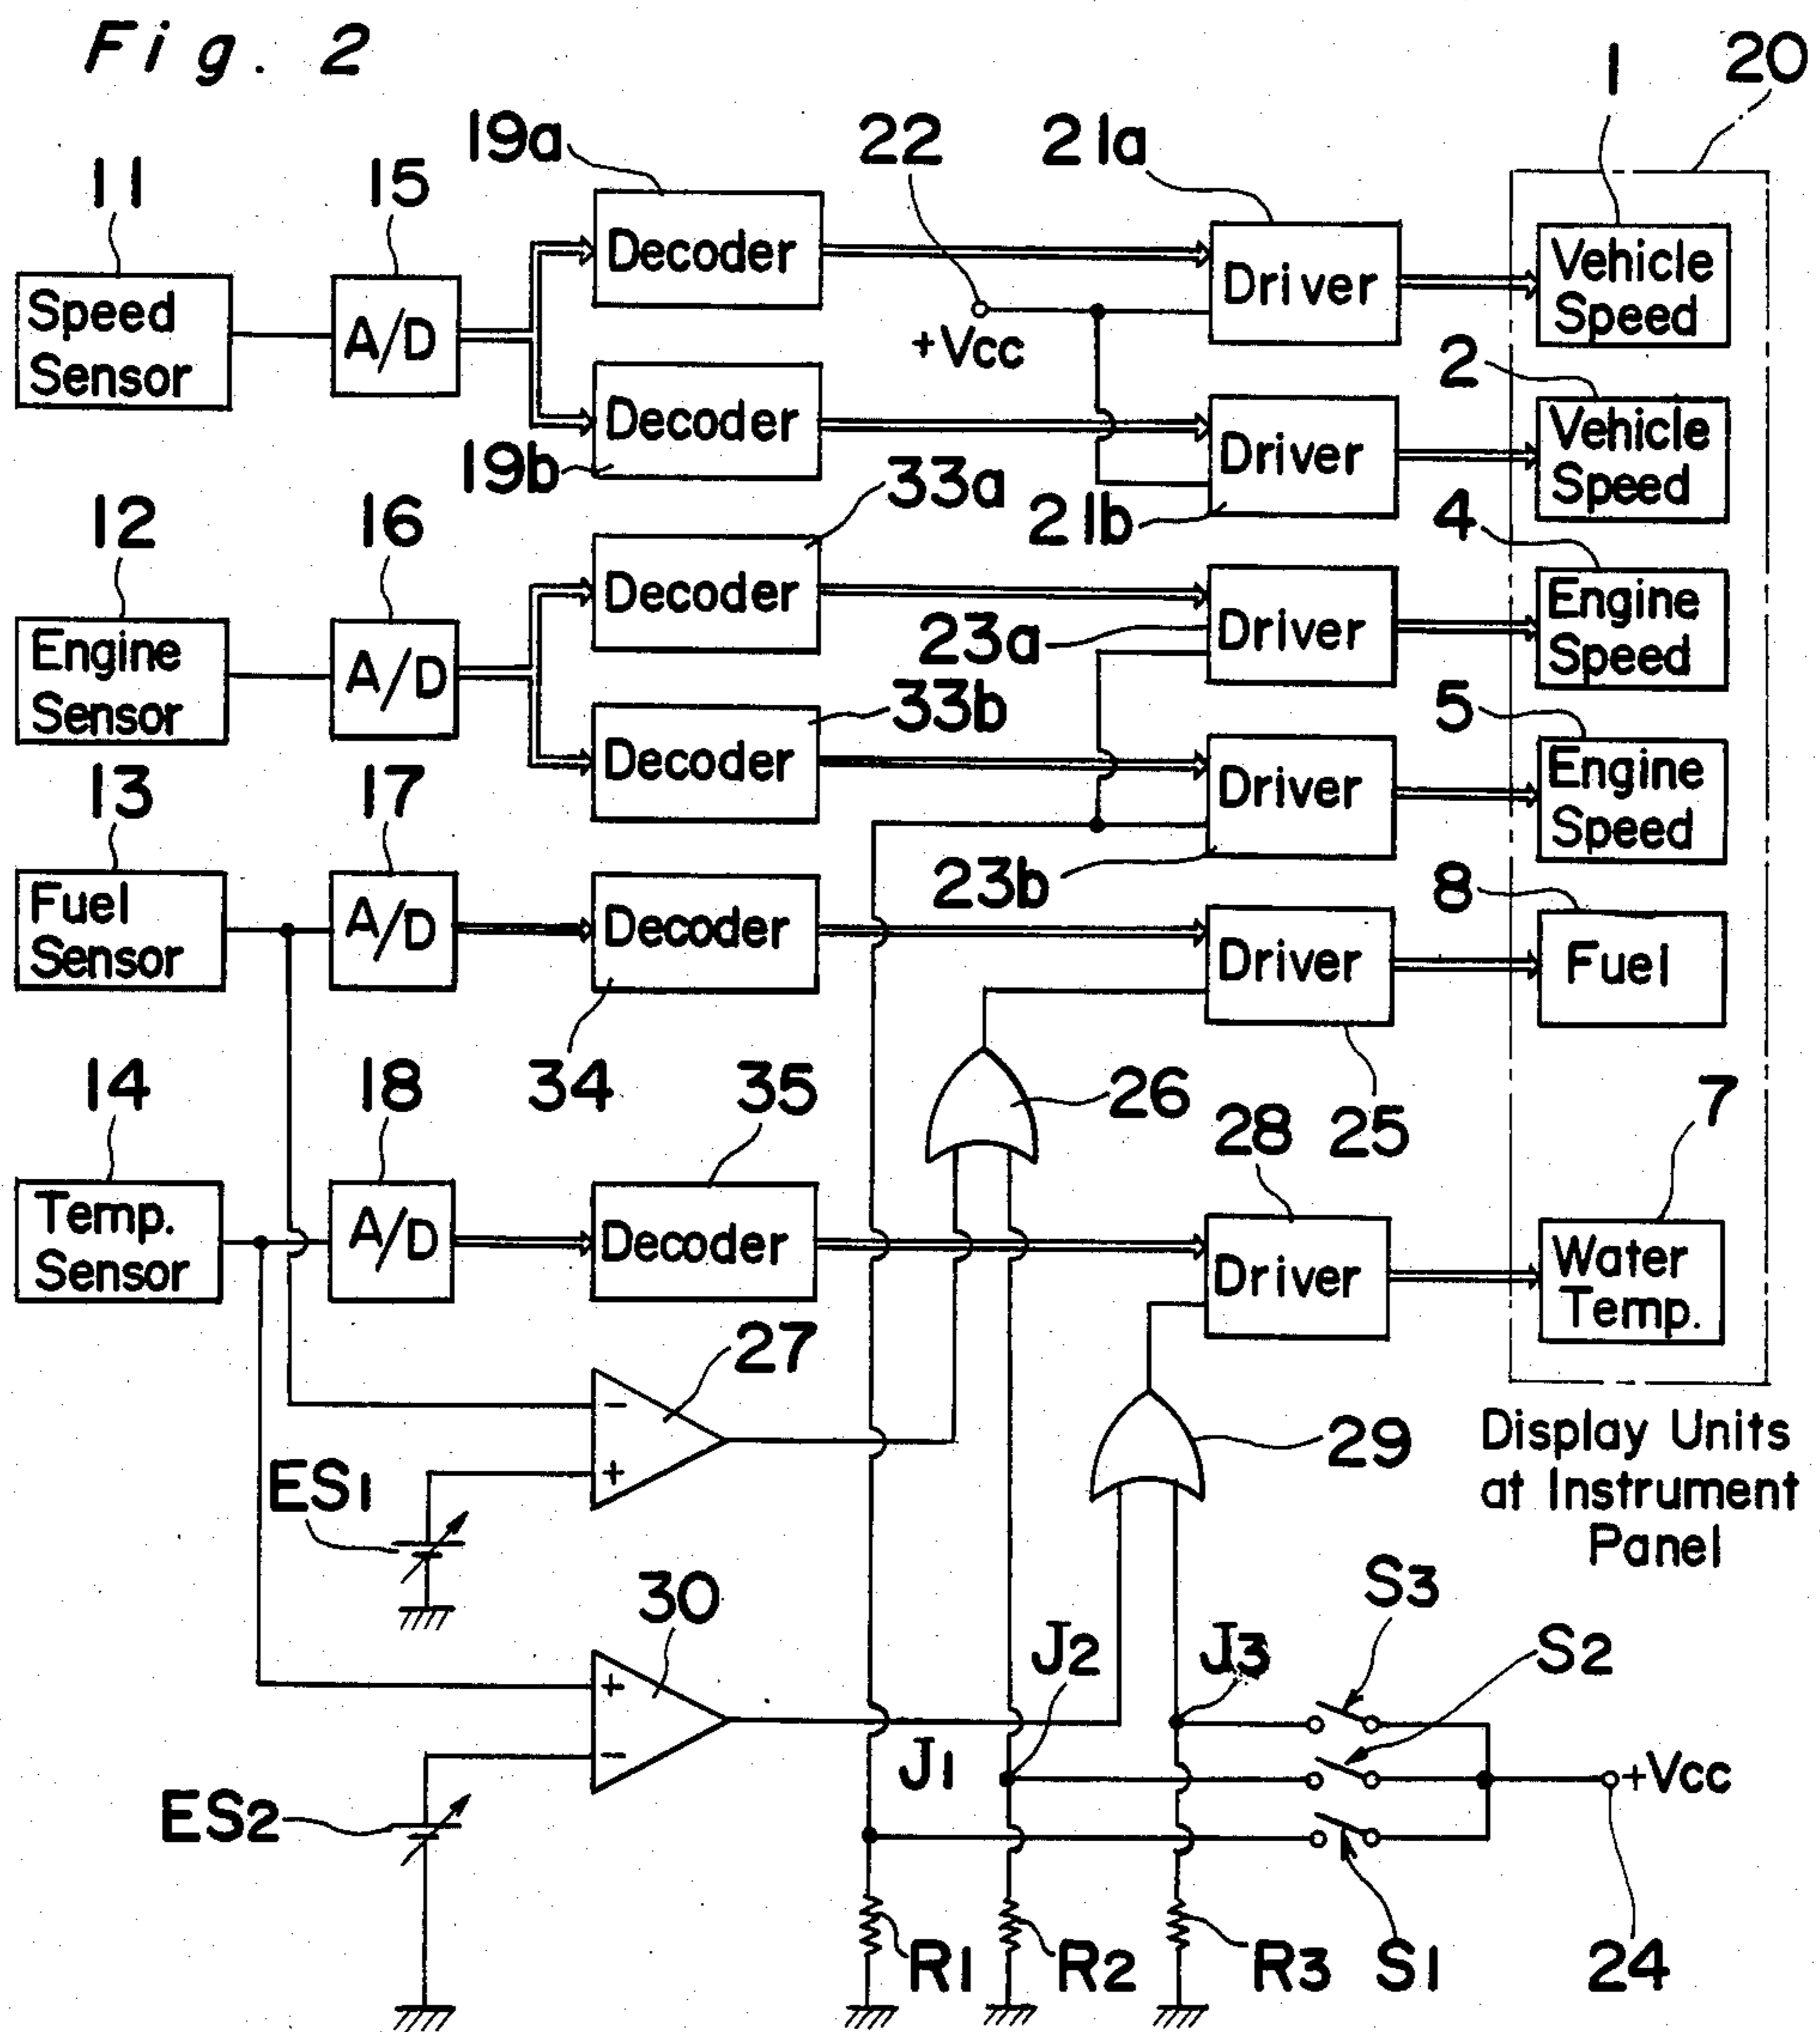 Fig. 2
1
20
19a
22
21a
11
15
Decoder
Driver
Vehicle
Speed
Speed
Sensor
A/D
+Vcc
2
Decoder
Driver
Vehicle
Speed
19b
33a
21b
4
12
16
Decoder
23a
Driver
Engine
Speed
Engine
Sensor
A/D
33b
5
Decoder
Driver
Engine
Speed
13
17
23b
8
Fuel
Sensor
A/D
Decoder
Driver
Fuel
14
18
34
35
26
28
25
7
Temp.
Sensor
A/D
Decoder
Driver
Water
Temp.
27
−
+
ES1
29
Display Units
at Instrument
Panel
30
J2
J3
S3
S2
+
−
J1
+Vcc
ES2
R1
R2
R3
S1
24